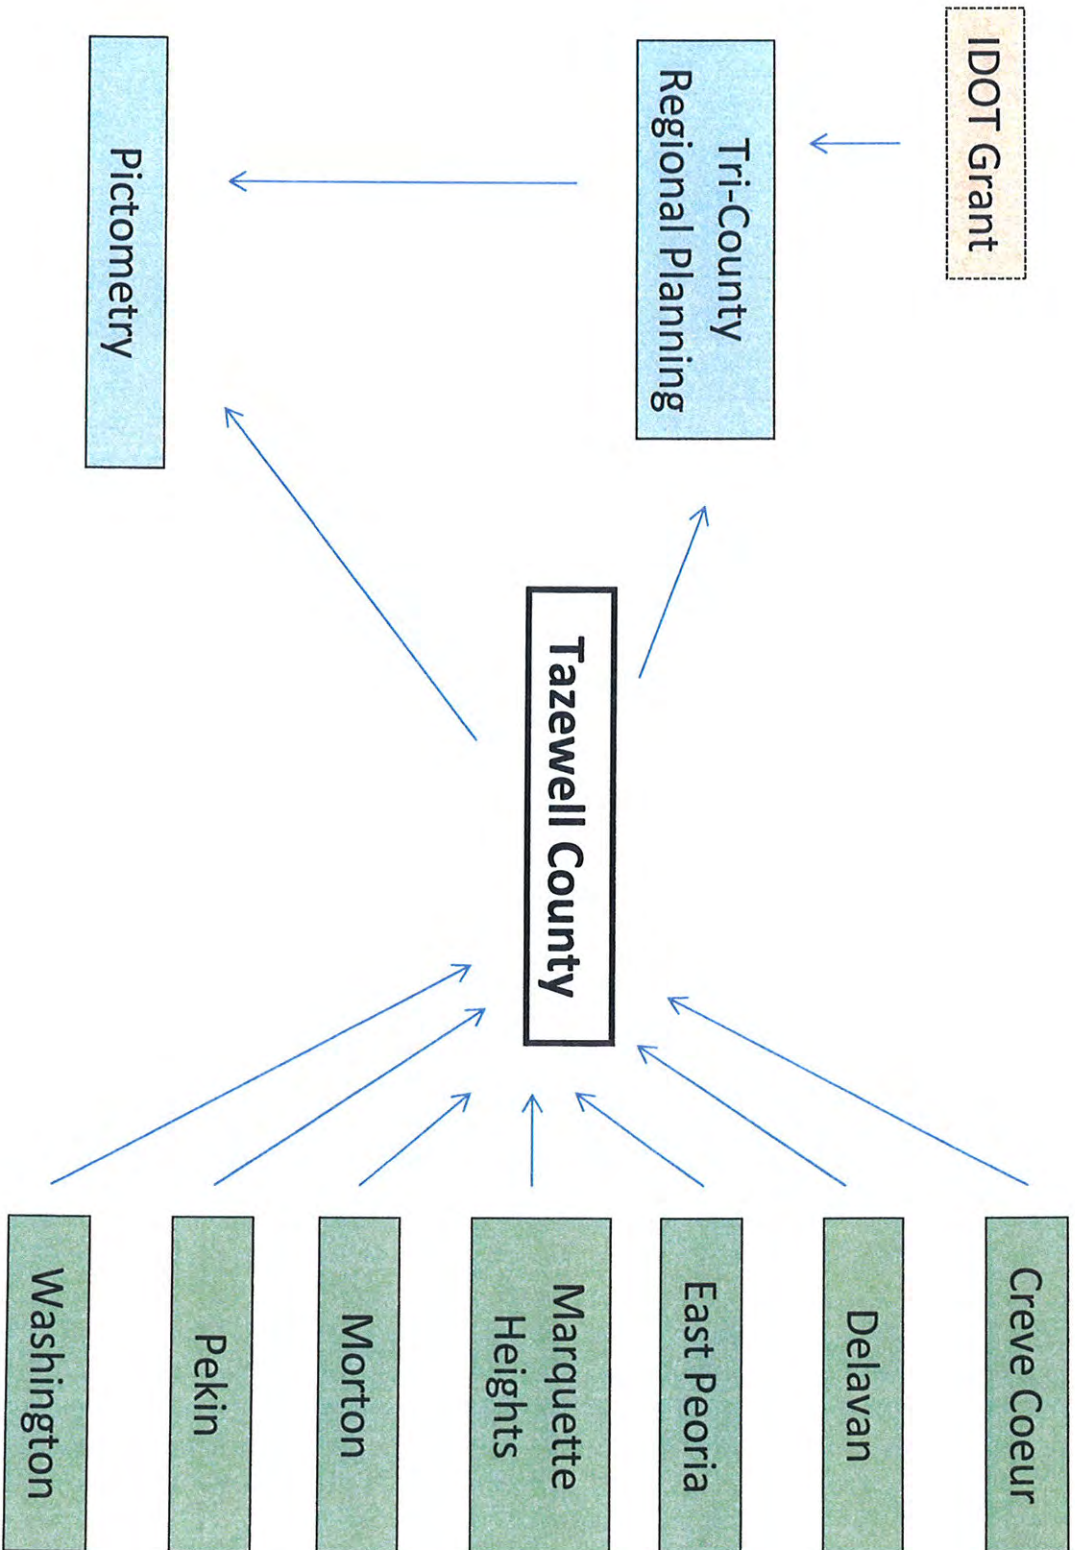 IDOT Grant
Tri-County
Regional Planning
Pictometry
Tazewell County
Creve Coeur
Delavan
East Peoria
Marquette
Heights
Morton
Pekin
Washington